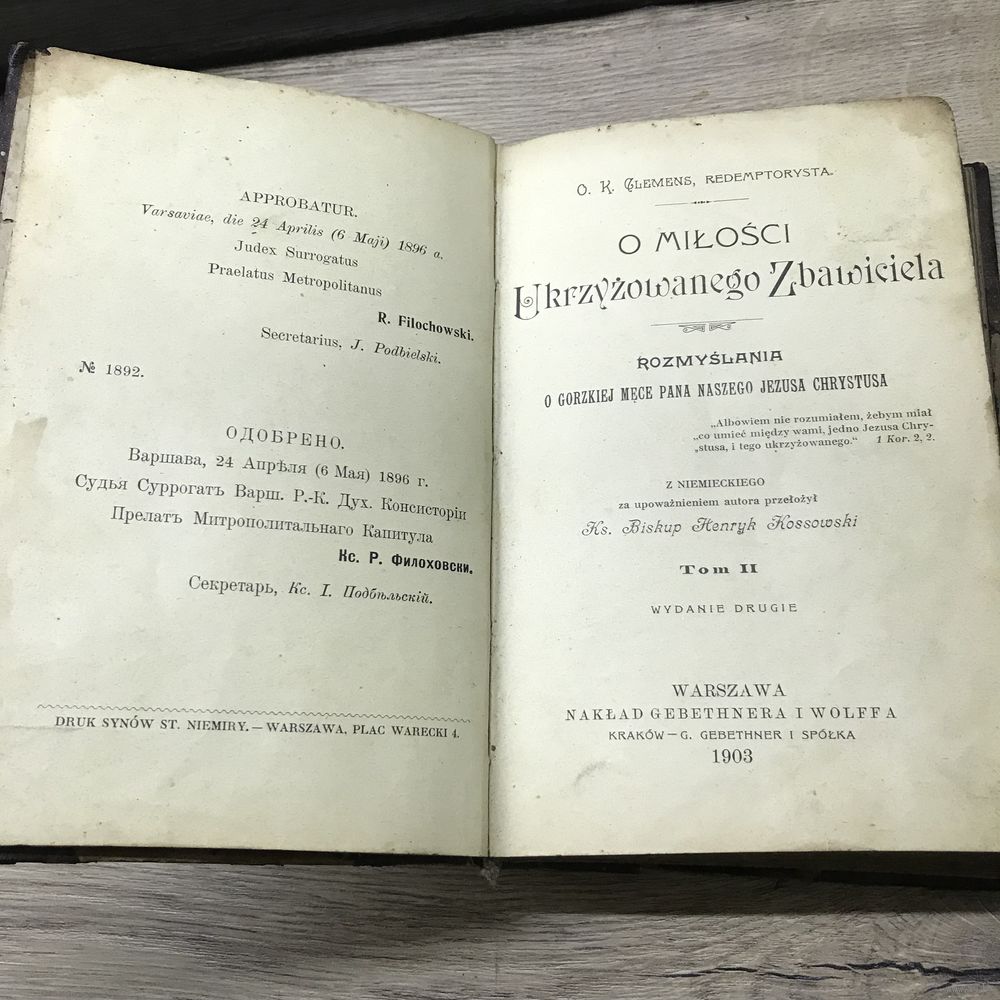 APPROBATUR.
Varsaviae, die 24 Aprilis (6 Maji) 1896 a.
Judex Surrogatus
Praelatus Metropolitanus
R. Filochowski.
Secretarius, J. Podbielski.
№ 1892.
ОДОБРЕНО.
Варшава, 24 Апрѣля (6 Мая) 1896 г.
Судья Суррогатъ Варш. Р.-К. Дух. Консисторіи
Прелатъ Митрополитальнаго Капитула
Кс. Р. Филоховски.
Секретарь, Кс. І. Подбѣльскій.
DRUK SYNÓW ST. NIEMIRY. — WARSZAWA, PLAC WARECKI 4.
O. K. CLEMENS, REDEMPTORYSTA.
O MIŁOŚCI
Ukrzyżowanego Zbawiciela
ROZMYŚLANIA
O GORZKIEJ MĘCE PANA NASZEGO JEZUSA CHRYSTUSA
„Albowiem nie rozumiałem, żebym miał
„co umieć między wami, jedno Jezusa Chry-
„stusa, i tego ukrzyżowanego.“ 1 Kor. 2, 2.
Z NIEMIECKIEGO
za upoważnieniem autora przełożył
Ks. Biskup Henryk Kossowski
Tom II
WYDANIE DRUGIE
WARSZAWA
NAKŁAD GEBETHNERA I WOLFFA
KRAKÓW — G. GEBETHNER I SPÓŁKA
1903